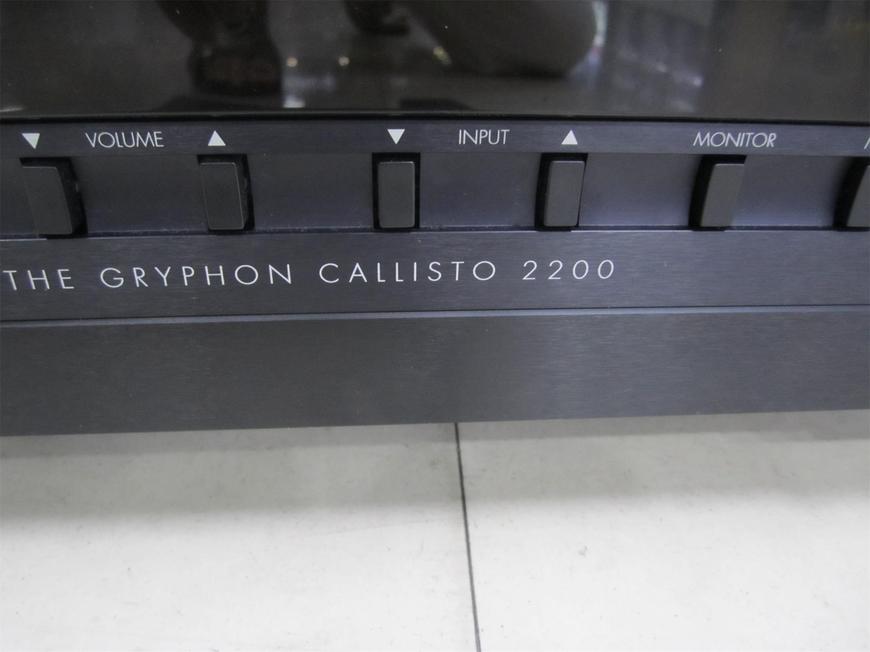 ▼ VOLUME ▲ ▼ INPUT ▲ MONITOR
THE GRYPHON CALLISTO 2200